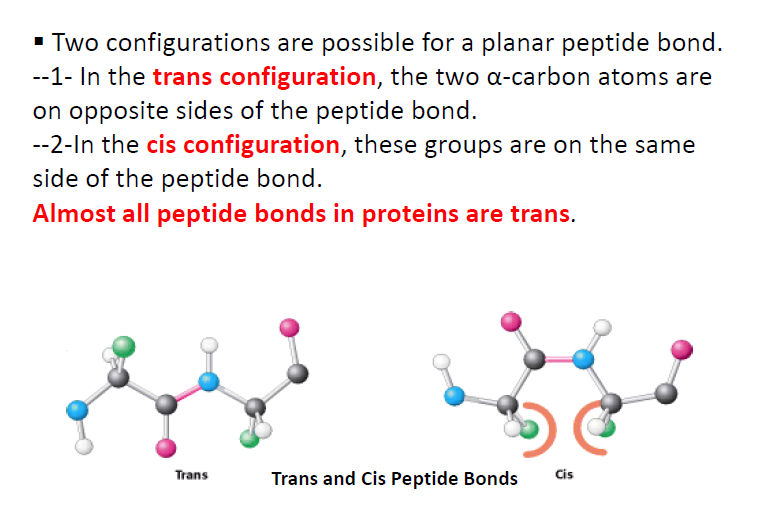 ▪ Two configurations are possible for a planar peptide bond.
--1- In the trans configuration, the two α-carbon atoms are
on opposite sides of the peptide bond.
--2-In the cis configuration, these groups are on the same
side of the peptide bond.
Almost all peptide bonds in proteins are trans.
Trans
Trans and Cis Peptide Bonds
Cis